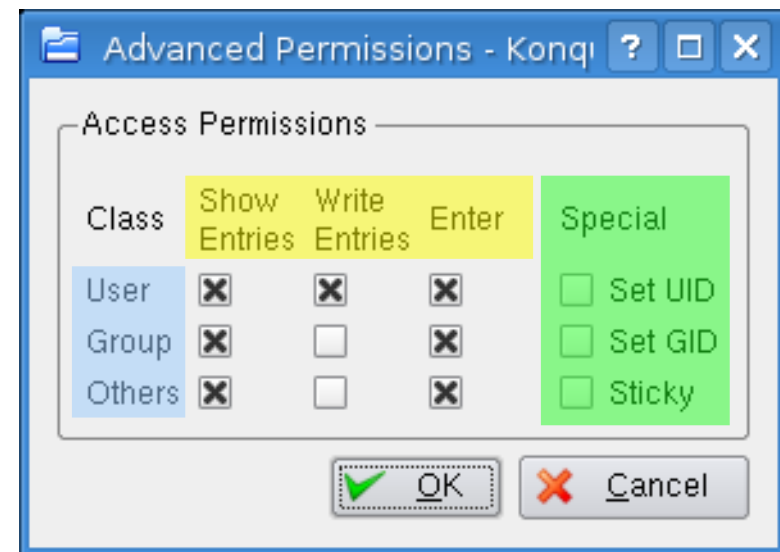 Advanced Permissions - Konq
Access Permissions
Class Show Entries Write Entries Enter Special
User Set UID
Group Set GID
Others Sticky
OK Cancel